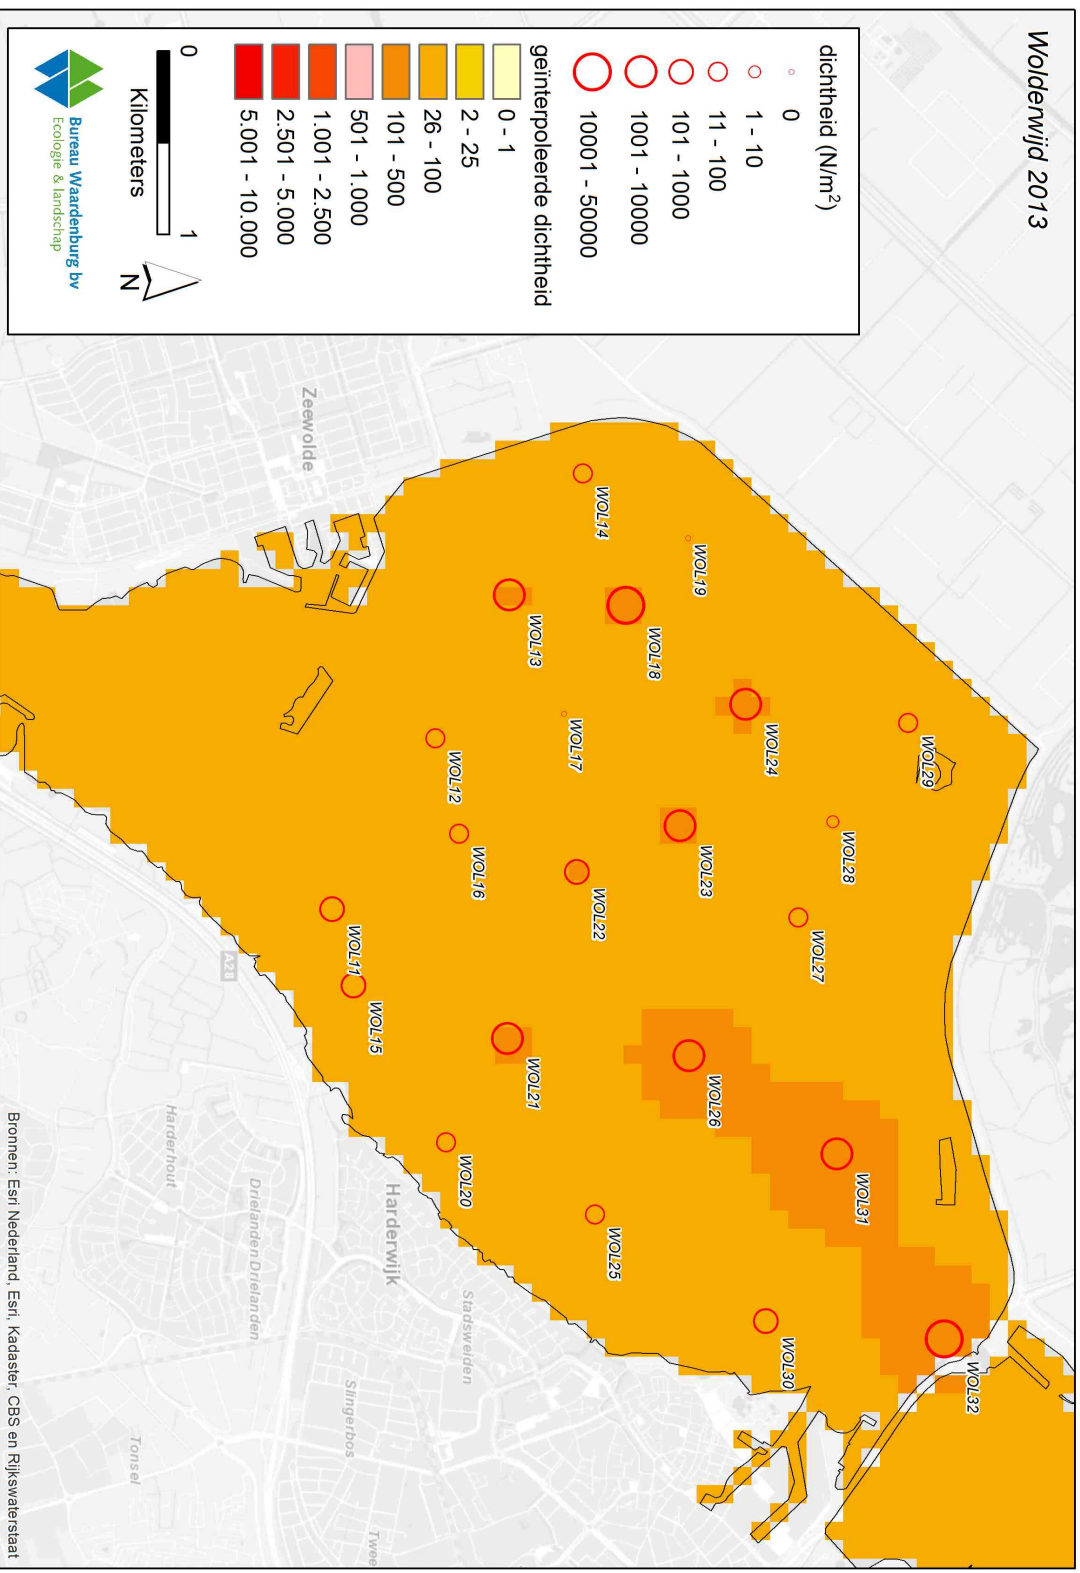 Wolderwijd 2013
dichtheid (N/m²)
0
1 - 10
11 - 100
101 - 1000
1001 - 10000
10001 - 50000
geïnterpoleerde dichtheid
0 - 1
2 - 25
26 - 100
101 - 500
501 - 1.000
1.001 - 2.500
2.501 - 5.000
5.001 - 10.000
0 1
Kilometers
N
Bureau Waardenburg bv
Ecologie & landschap
WOL29
WOL32
WOL28
WOL31
WOL27
WOL24
WOL30
WOL19
WOL26
WOL23
WOL18
WOL14
WOL22
WOL25
WOL17
WOL13
WOL21
WOL16
WOL12
WOL20
WOL15
WOL11
Zeewolde
A28
Harderwijk
Stadsweiden
Slingerbos
Drielanden Drielanden
Harderhout
Tonsel
Twee
Bronnen: Esri Nederland, Esri, Kadaster, CBS en Rijkswaterstaat